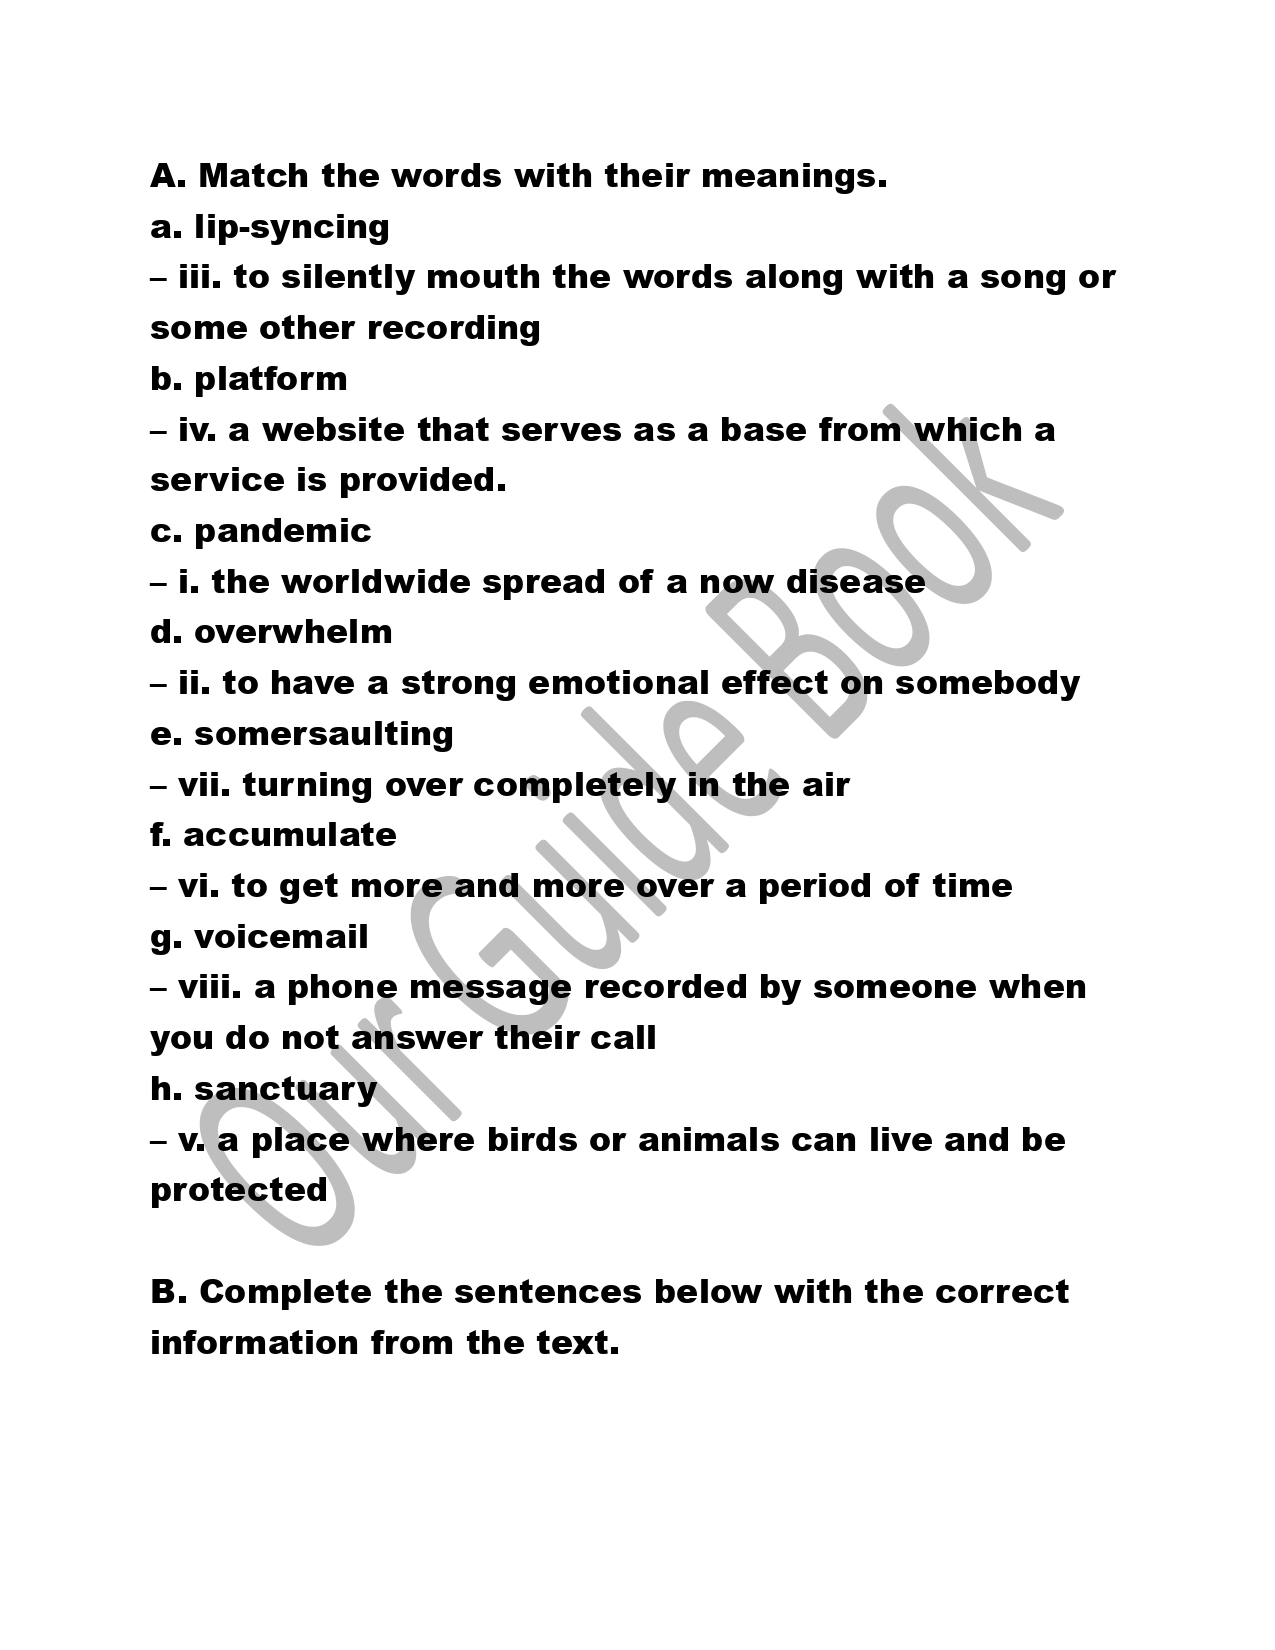 A. Match the words with their meanings.
a. lip-syncing
– iii. to silently mouth the words along with a song or
some other recording
b. platform
– iv. a website that serves as a base from which a
service is provided.
c. pandemic
– i. the worldwide spread of a now disease
d. overwhelm
– ii. to have a strong emotional effect on somebody
e. somersaulting
– vii. turning over completely in the air
f. accumulate
– vi. to get more and more over a period of time
g. voicemail
– viii. a phone message recorded by someone when
you do not answer their call
h. sanctuary
– v. a place where birds or animals can live and be
protected
B. Complete the sentences below with the correct
information from the text.
Our Guide Book